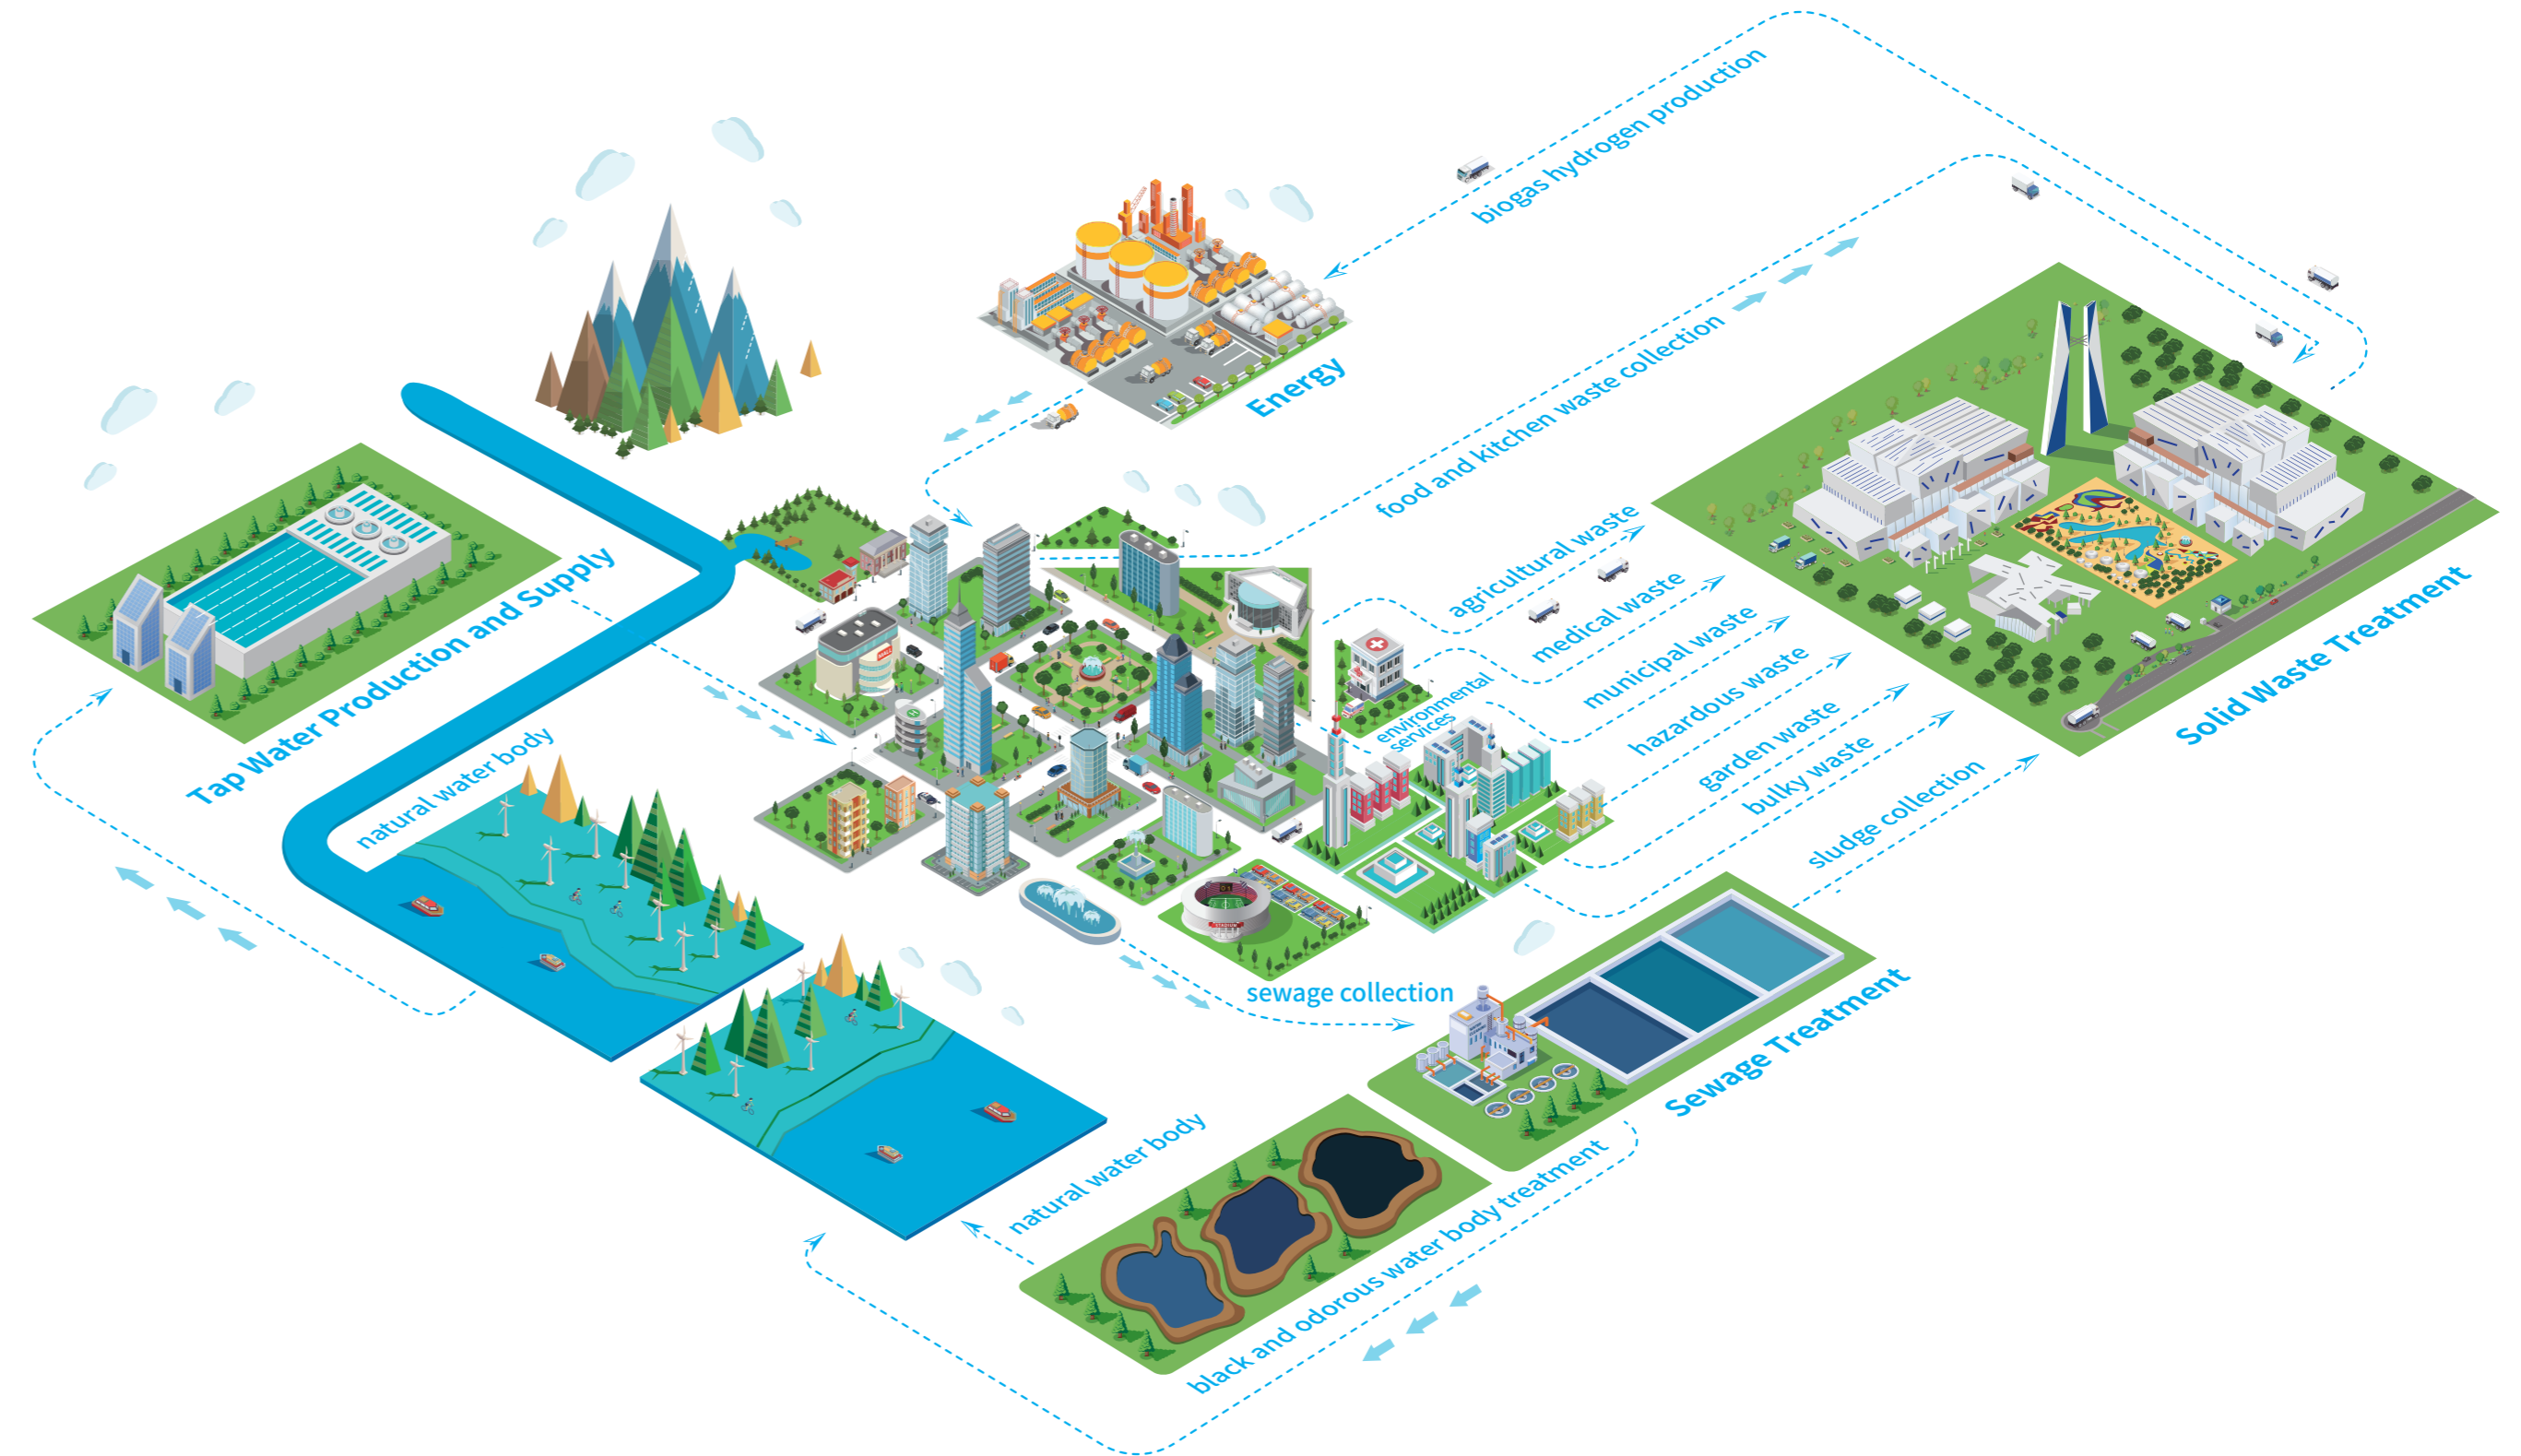 biogas hydrogen production
Energy
food and kitchen waste collection
agricultural waste
medical waste
municipal waste
hazardous waste
garden waste
bulky waste
sludge collection
Solid Waste Treatment
environmental
services
MALL
Tap Water Production and Supply
natural water body
STADIUM
sewage collection
Sewage Treatment
natural water body
black and odorous water body treatment